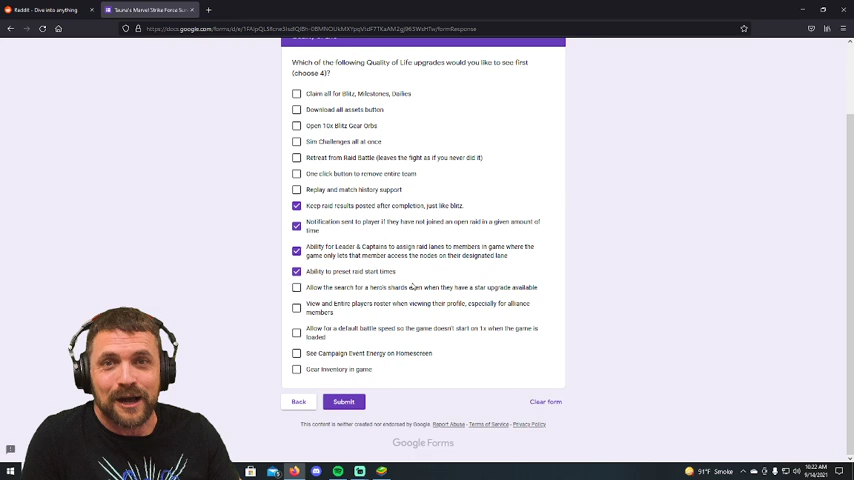 Reddit - Dive into anything
Tauna's Marvel Strike Force Sur
Which of the following Quality of Life upgrades would you like to see first
(choose 4)?
Claim all for Blitz, Milestones, Dailies
Download all assets button
Open 10x Blitz Gear Orbs
Sim Challenges all at once
Retreat from Raid Battle (leaves the fight as if you never did it)
One click button to remove entire team
Replay and match history support
Keep raid results posted after completion, just like blitz.
Notification sent to player if they have not joined an open raid in a given amount of
time
Ability for Leader & Captains to assign raid lanes to members in game where the
game only lets that member access the nodes on their designated lane
Ability to preset raid start times
Allow the search for a hero's shards even when they have a star upgrade available
View and Entire players roster when viewing their profile, especially for alliance
members
Allow for a default battle speed so the game doesn't start on 1x when the game is
loaded
See Campaign Event Energy on Homescreen
Gear Inventory in game
Back
Submit
Clear form
This content is neither created nor endorsed by Google. Report Abuse - Terms of Service - Privacy Policy
Google Forms
91°F Smoke
10:22 AM
9/14/2021